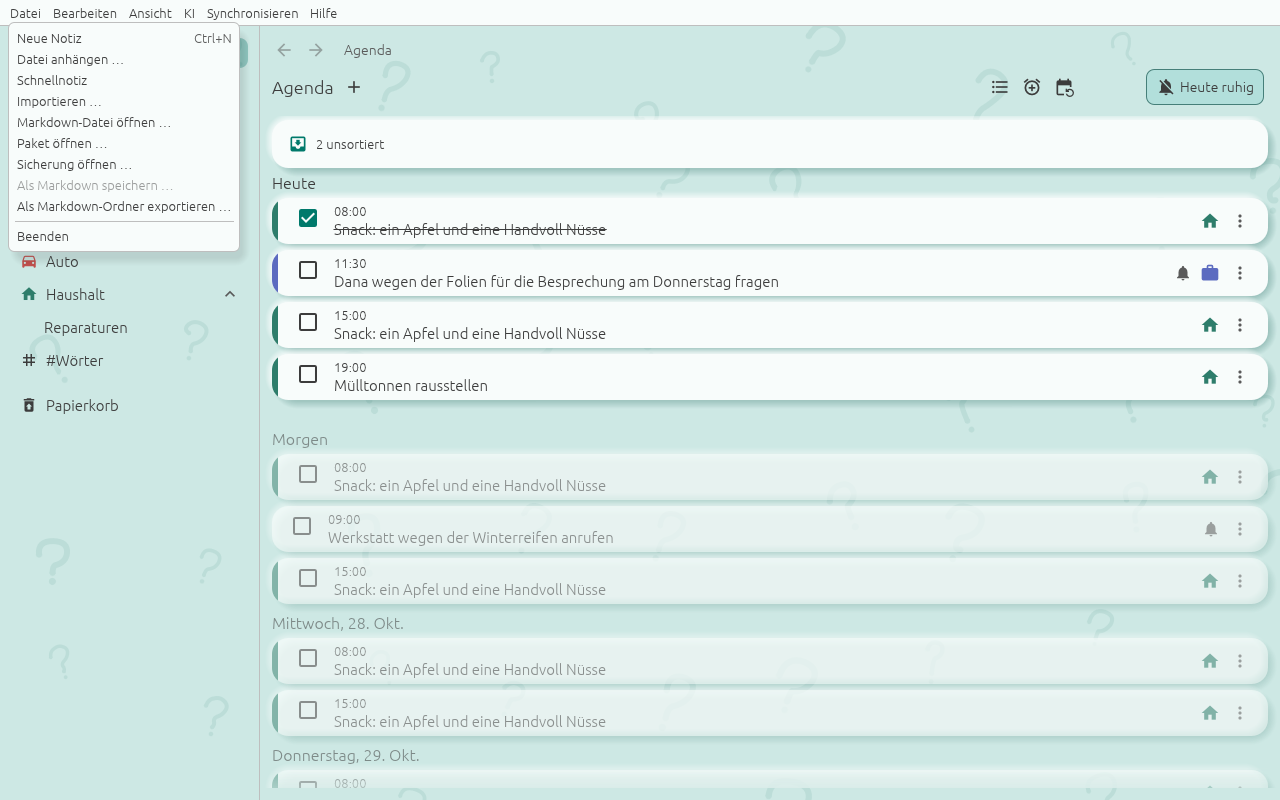 Datei Bearbeiten Ansicht KI Synchronisieren Hilfe
Neue Notiz Ctrl+N
Datei anhängen …
Schnellnotiz
Importieren …
Markdown-Datei öffnen …
Paket öffnen …
Sicherung öffnen …
Als Markdown speichern …
Als Markdown-Ordner exportieren …
Beenden
Auto
Haushalt
Reparaturen
#Wörter
Papierkorb
Agenda
Agenda
Heute ruhig
2 unsortiert
Heute
08:00
Snack: ein Apfel und eine Handvoll Nüsse
11:30
Dana wegen der Folien für die Besprechung am Donnerstag fragen
15:00
Snack: ein Apfel und eine Handvoll Nüsse
19:00
Mülltonnen rausstellen
Morgen
08:00
Snack: ein Apfel und eine Handvoll Nüsse
09:00
Werkstatt wegen der Winterreifen anrufen
15:00
Snack: ein Apfel und eine Handvoll Nüsse
Mittwoch, 28. Okt.
08:00
Snack: ein Apfel und eine Handvoll Nüsse
15:00
Snack: ein Apfel und eine Handvoll Nüsse
Donnerstag, 29. Okt.
08:00